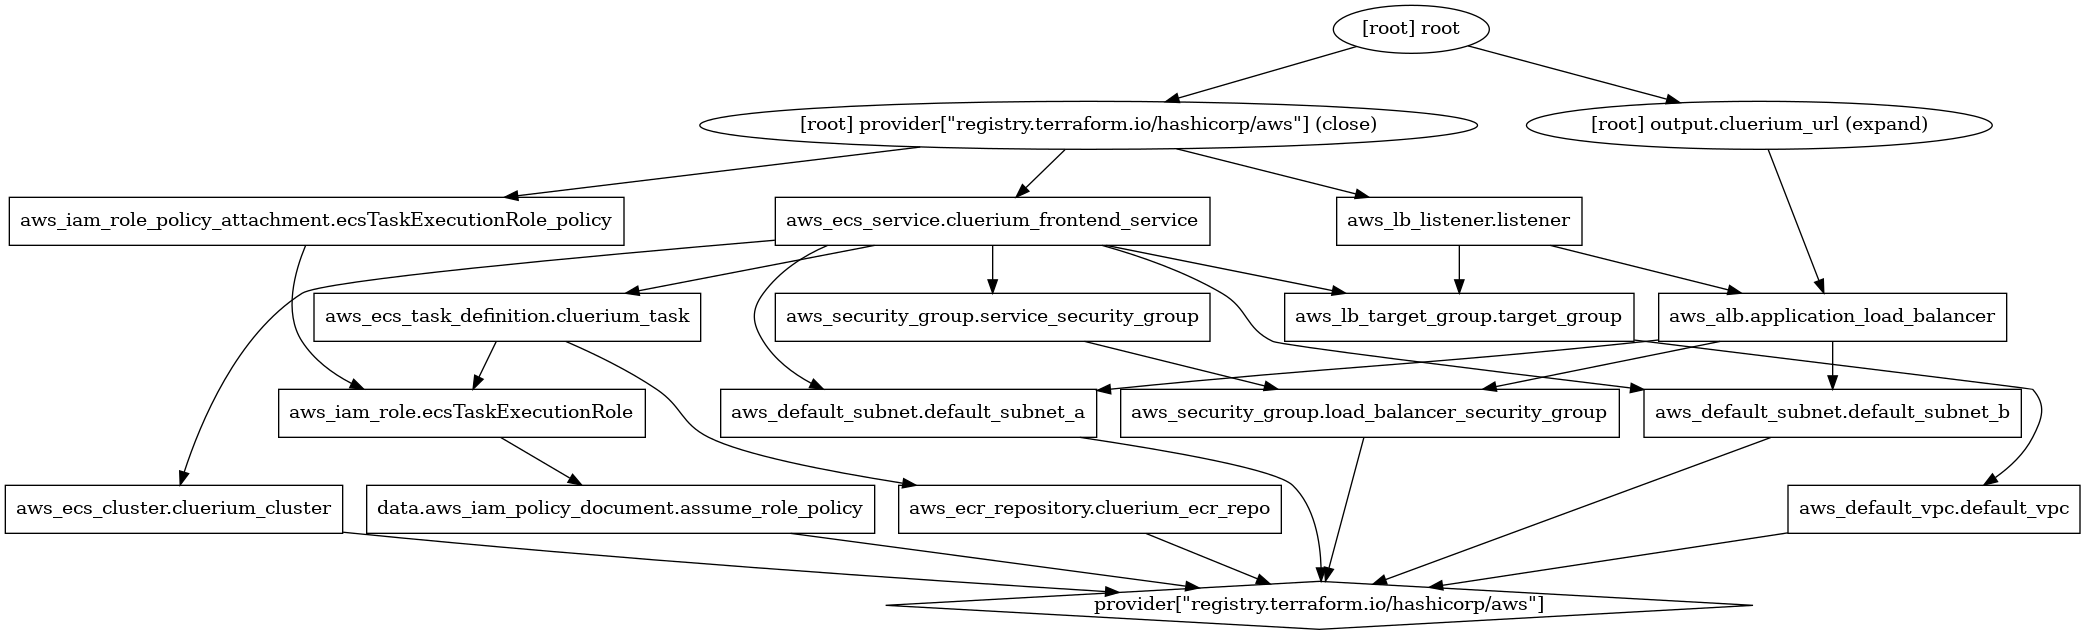 [root] root
[root] provider[\"registry.terraform.io/hashicorp/aws\"] (close)
[root] output.cluerium_url (expand)
aws_iam_role_policy_attachment.ecsTaskExecutionRole_policy
aws_ecs_service.cluerium_frontend_service
aws_lb_listener.listener
aws_ecs_task_definition.cluerium_task
aws_security_group.service_security_group
aws_lb_target_group.target_group
aws_alb.application_load_balancer
aws_iam_role.ecsTaskExecutionRole
aws_default_subnet.default_subnet_a
aws_security_group.load_balancer_security_group
aws_default_subnet.default_subnet_b
aws_ecs_cluster.cluerium_cluster
data.aws_iam_policy_document.assume_role_policy
aws_ecr_repository.cluerium_ecr_repo
aws_default_vpc.default_vpc
provider[\"registry.terraform.io/hashicorp/aws\"]